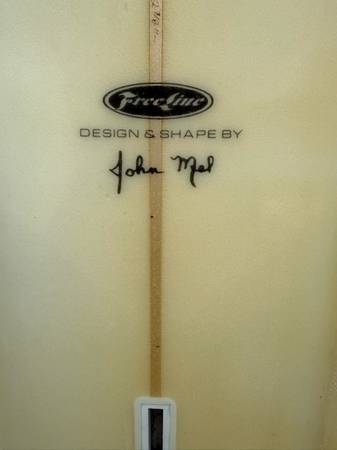 FreeLine
DESIGN & SHAPE BY
John Mel